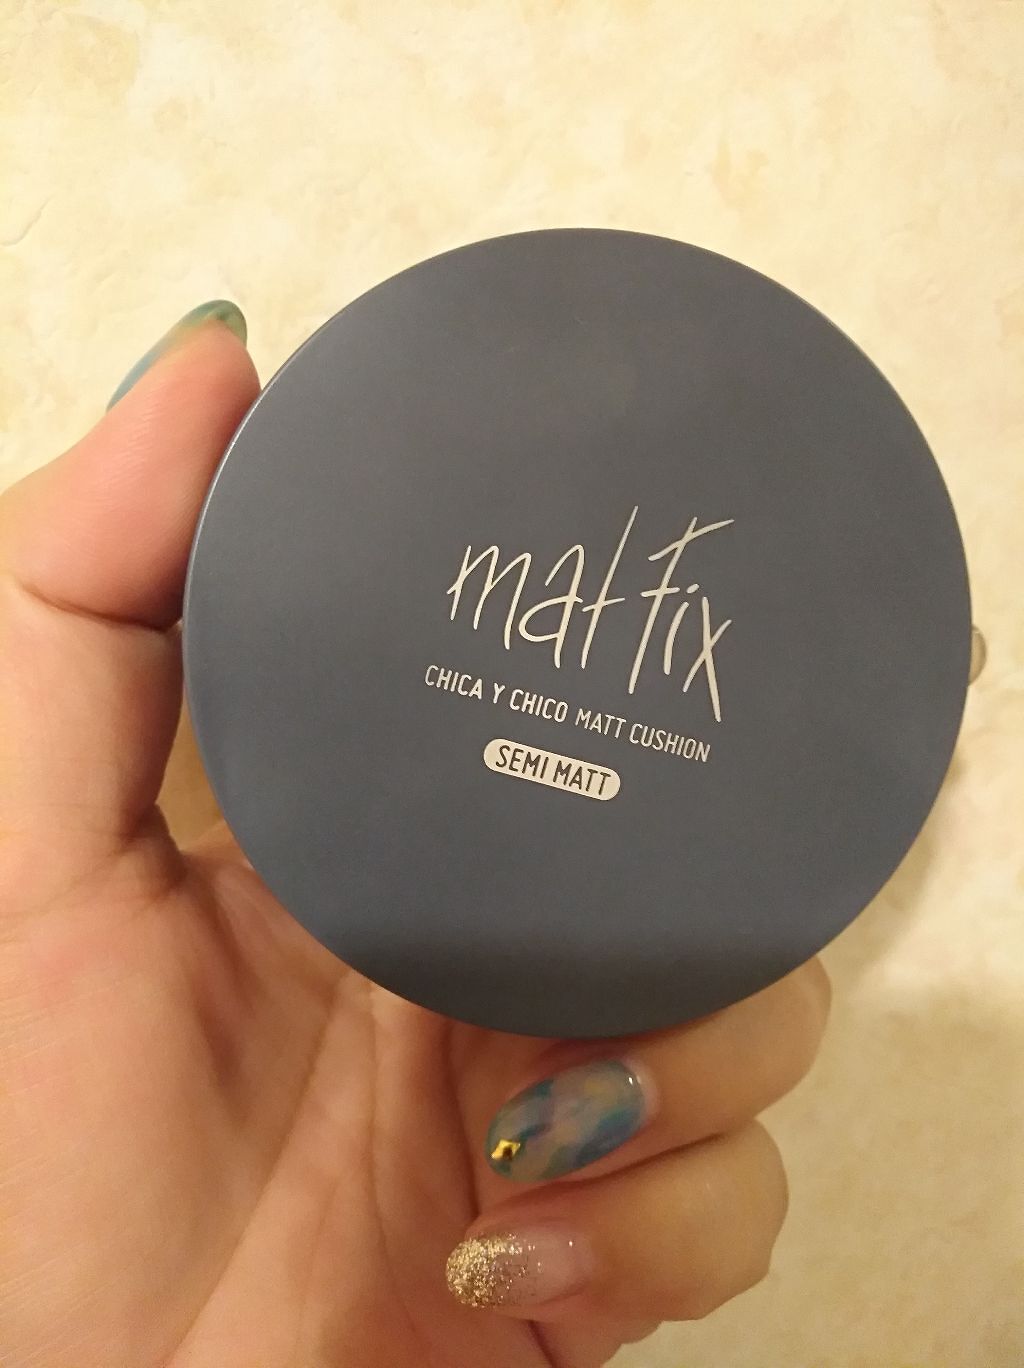 mat fix
CHICA Y CHICO MATT CUSHION
SEMI MATT